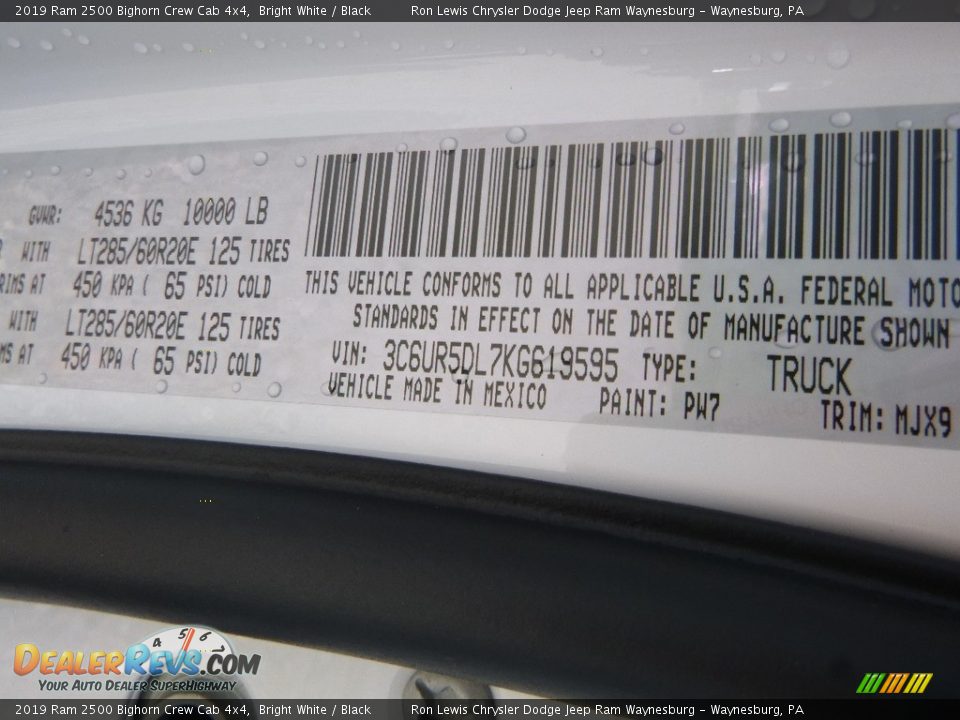 2019 Ram 2500 Bighorn Crew Cab 4x4, Bright White / Black Ron Lewis Chrysler Dodge Jeep Ram Waynesburg - Waynesburg, PA
GVWR: 4536 KG 10000 LB
WITH LT285/60R20E 125 TIRES
RIMS AT 450 KPA ( 65 PSI) COLD
WITH LT285/60R20E 125 TIRES
MS AT 450 KPA ( 65 PSI) COLD
THIS VEHICLE CONFORMS TO ALL APPLICABLE U.S.A. FEDERAL MOTO
STANDARDS IN EFFECT ON THE DATE OF MANUFACTURE SHOWN
VIN: 3C6UR5DL7KG619595 TYPE: TRUCK
VEHICLE MADE IN MEXICO PAINT: PW7 TRIM: MJX9
4 5 6
DealerRevs.com
Your Auto Dealer SuperHighway
2019 Ram 2500 Bighorn Crew Cab 4x4, Bright White / Black Ron Lewis Chrysler Dodge Jeep Ram Waynesburg - Waynesburg, PA